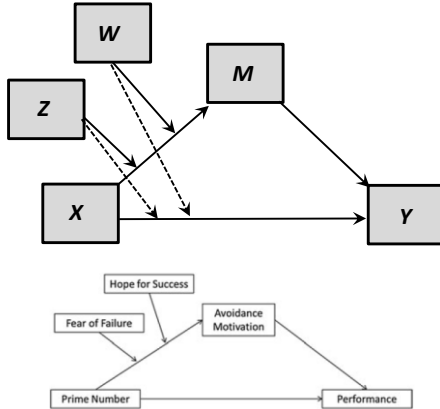 W
M
Z
X
Y
Hope for Success
Fear of Failure
Avoidance
Motivation
Prime Number
Performance